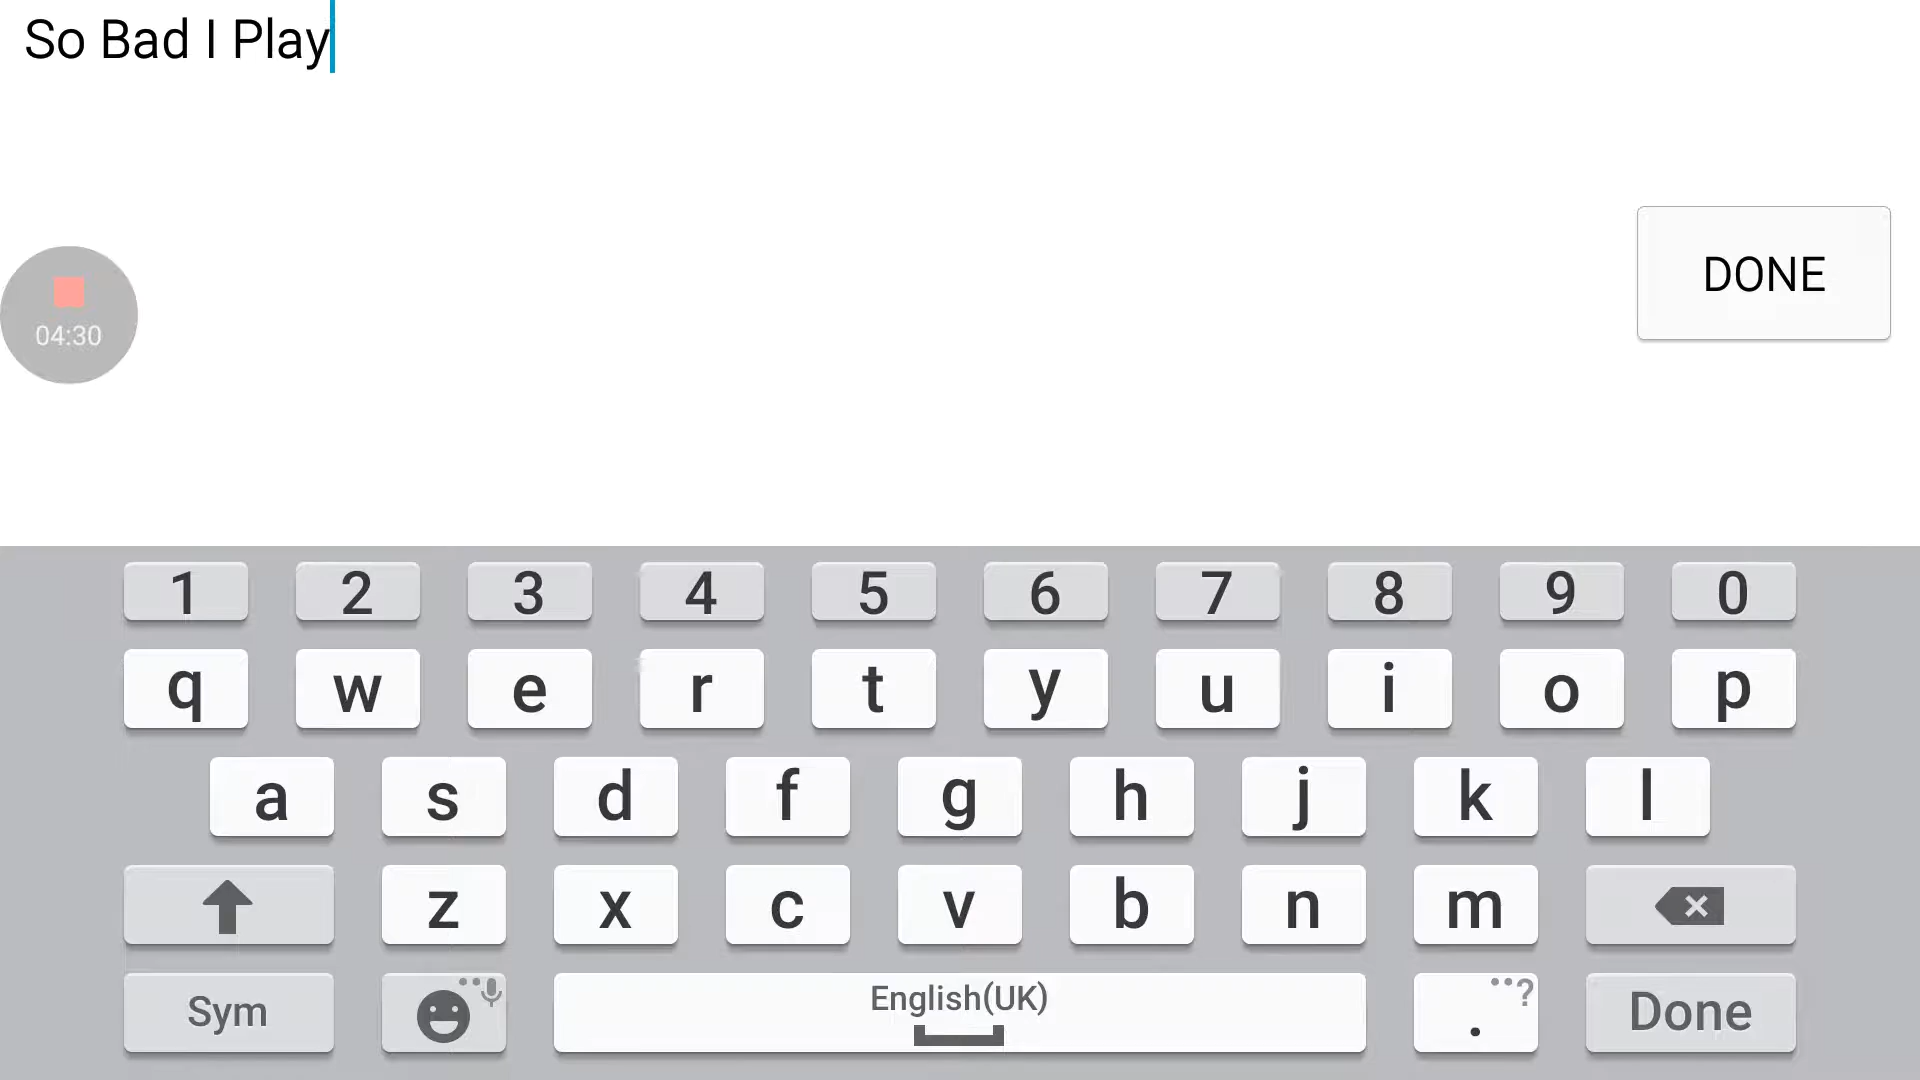 So Bad I Play
DONE
04:30
1 2 3 4 5 6 7 8 9 0
q w e r t y u i o p
a s d f g h j k l
z x c v b n m
Sym English(UK) . ? Done